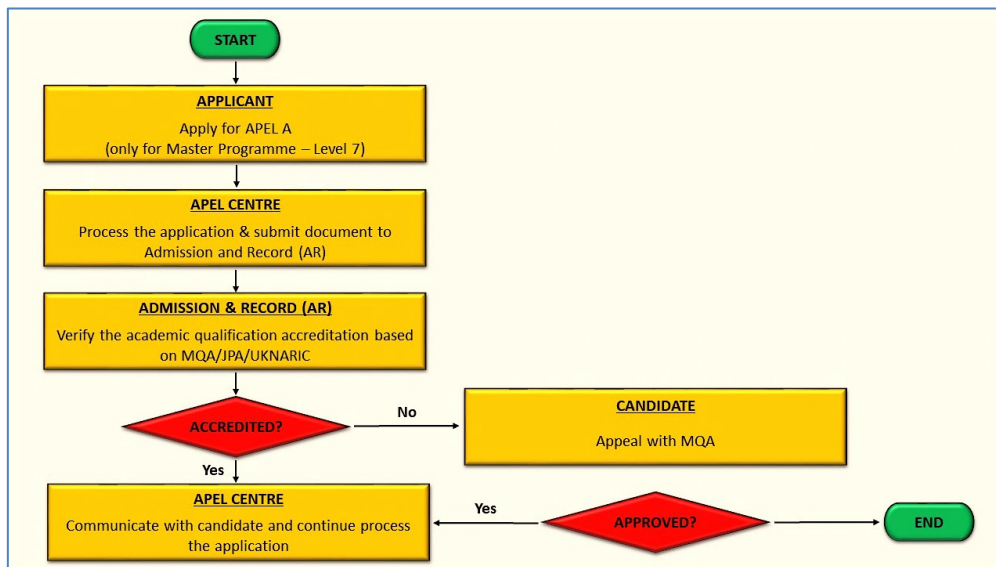 START
APPLICANT
Apply for APEL A
(only for Master Programme – Level 7)
APEL CENTRE
Process the application & submit document to
Admission and Record (AR)
ADMISSION & RECORD (AR)
Verify the academic qualification accreditation based
on MQA/JPA/UKNARIC
ACCREDITED?
No
CANDIDATE
Appeal with MQA
Yes
APEL CENTRE
Communicate with candidate and continue process
the application
Yes
APPROVED?
END